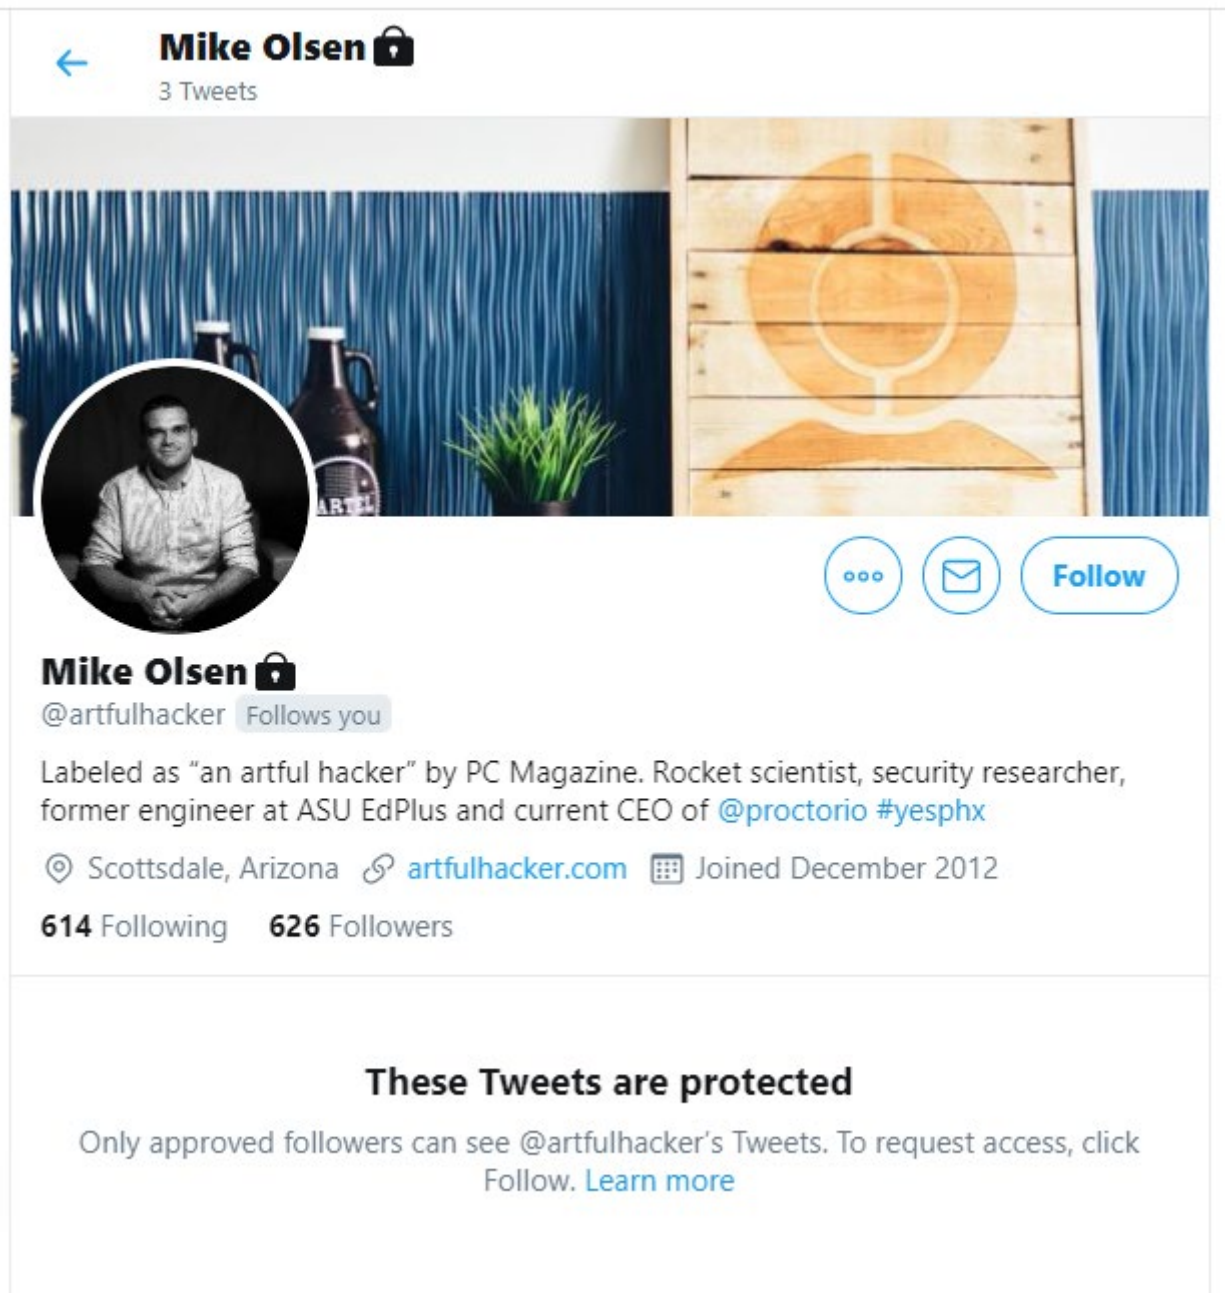 Mike Olsen
3 Tweets
ARTEL
Follow
Mike Olsen
@artfulhacker Follows you
Labeled as “an artful hacker” by PC Magazine. Rocket scientist, security researcher,
former engineer at ASU EdPlus and current CEO of @proctorio #yesphx
Scottsdale, Arizona artfulhacker.com Joined December 2012
614 Following 626 Followers
These Tweets are protected
Only approved followers can see @artfulhacker’s Tweets. To request access, click
Follow. Learn more